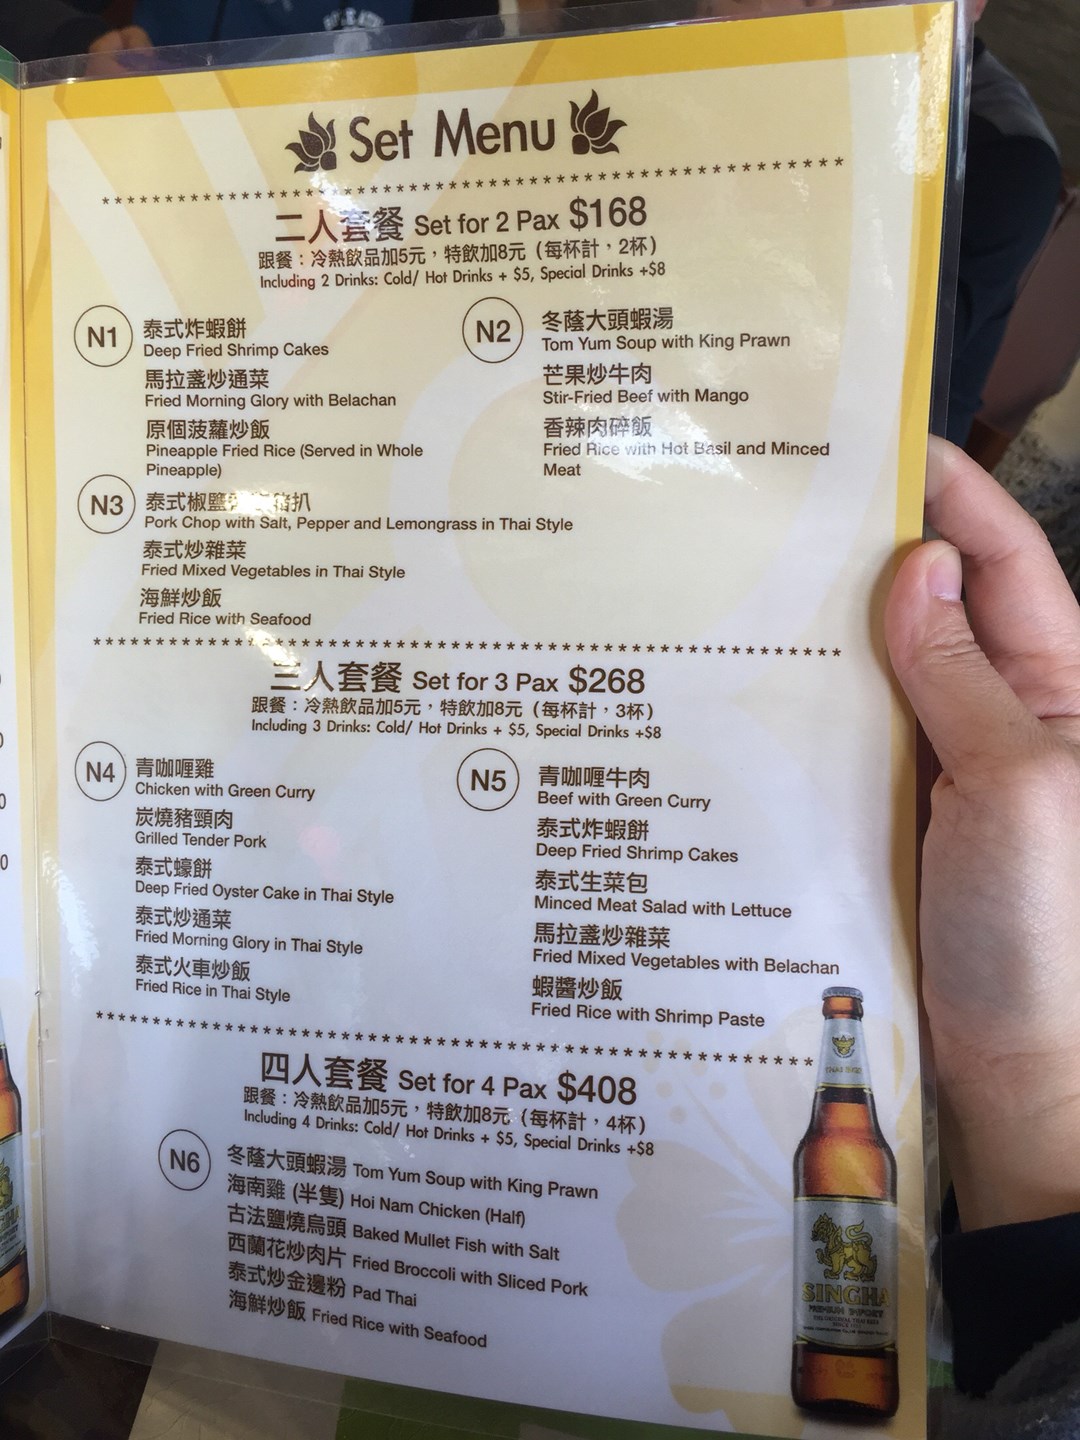 Set Menu
二人套餐 Set for 2 Pax $168
跟餐：冷熱飲品加5元，特飲加8元（每杯計，2杯）
Including 2 Drinks: Cold/ Hot Drinks + $5, Special Drinks +$8
N1 泰式炸蝦餅
Deep Fried Shrimp Cakes
馬拉盞炒通菜
Fried Morning Glory with Belachan
原個菠蘿炒飯
Pineapple Fried Rice (Served in Whole
Pineapple)
N2 冬蔭大頭蝦湯
Tom Yum Soup with King Prawn
芒果炒牛肉
Stir-Fried Beef with Mango
香辣肉碎飯
Fried Rice with Hot Basil and Minced
Meat
N3 泰式椒鹽豬扒
Pork Chop with Salt, Pepper and Lemongrass in Thai Style
泰式炒雜菜
Fried Mixed Vegetables in Thai Style
海鮮炒飯
Fried Rice with Seafood
三人套餐 Set for 3 Pax $268
跟餐：冷熱飲品加5元，特飲加8元（每杯計，3杯）
Including 3 Drinks: Cold/ Hot Drinks + $5, Special Drinks +$8
N4 青咖喱雞
Chicken with Green Curry
炭燒豬頸肉
Grilled Tender Pork
泰式蠔餅
Deep Fried Oyster Cake in Thai Style
泰式炒通菜
Fried Morning Glory in Thai Style
泰式火車炒飯
Fried Rice in Thai Style
N5 青咖喱牛肉
Beef with Green Curry
泰式炸蝦餅
Deep Fried Shrimp Cakes
泰式生菜包
Minced Meat Salad with Lettuce
馬拉盞炒雜菜
Fried Mixed Vegetables with Belachan
蝦醬炒飯
Fried Rice with Shrimp Paste
四人套餐 Set for 4 Pax $408
跟餐：冷熱飲品加5元，特飲加8元（每杯計，4杯）
Including 4 Drinks: Cold/ Hot Drinks + $5, Special Drinks +$8
N6 冬蔭大頭蝦湯 Tom Yum Soup with King Prawn
海南雞 (半隻) Hoi Nam Chicken (Half)
古法鹽燒烏頭 Baked Mullet Fish with Salt
西蘭花炒肉片 Fried Broccoli with Sliced Pork
泰式炒金邊粉 Pad Thai
海鮮炒飯 Fried Rice with Seafood
SINGHA
PREMIUM IMPORT